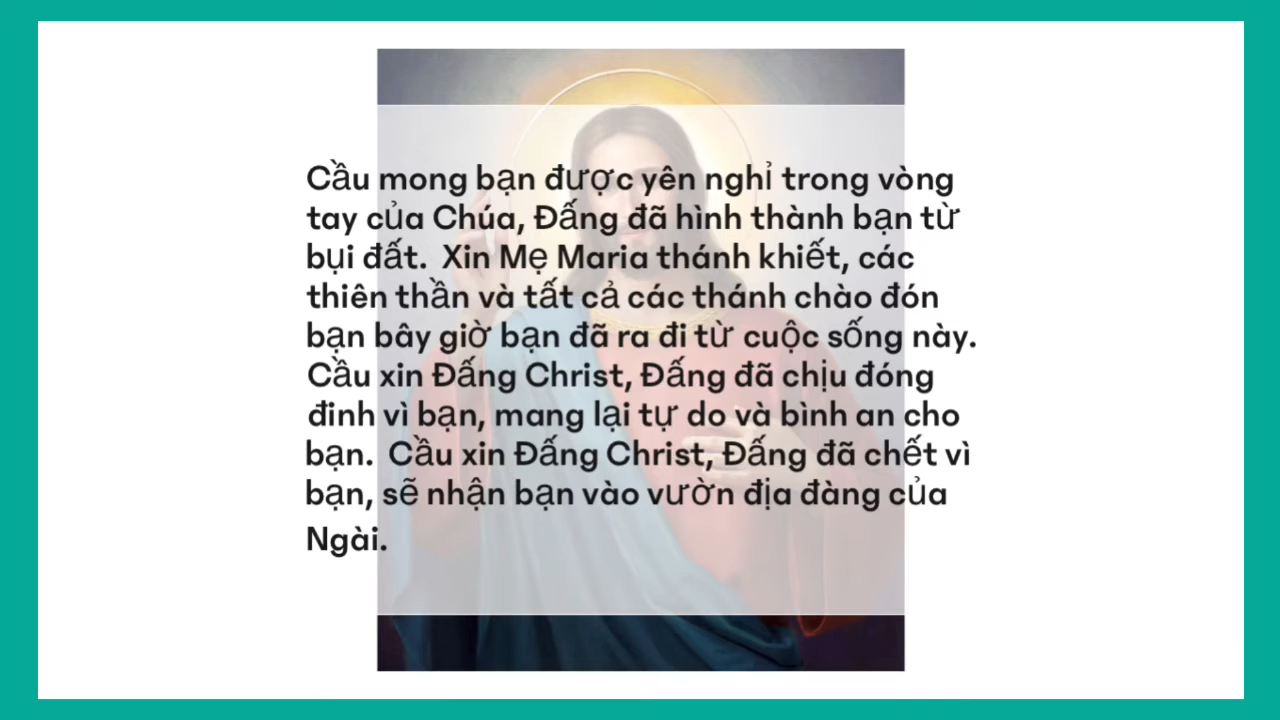 Cầu mong bạn được yên nghỉ trong vòng
tay của Chúa, Đấng đã hình thành bạn từ
bụi đất.  Xin Mẹ Maria thánh khiết, các
thiên thần và tất cả các thánh chào đón
bạn bây giờ bạn đã ra đi từ cuộc sống này.
Cầu xin Đấng Christ, Đấng đã chịu đóng
đinh vì bạn, mang lại tự do và bình an cho
bạn.  Cầu xin Đấng Christ, Đấng đã chết vì
bạn, sẽ nhận bạn vào vườn địa đàng của
Ngài.